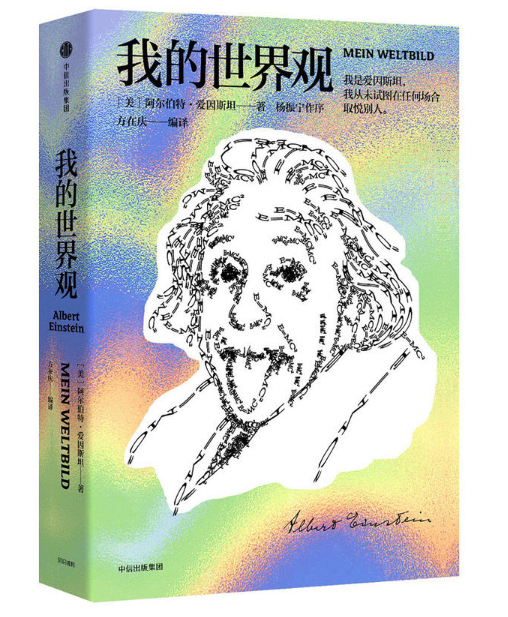 我的世界观
MEIN WELTBILD
我是爱因斯坦，
我从未试图在任何场合
取悦别人。
［美］阿尔伯特·爱因斯坔——著 杨振宁作序
方在庆——编译
Albert Einstein
中信出版集团
中信出版集团
我的世界观
Albert
Einstein
MEIN WELTBILD
［美］阿尔伯特·爱因斯坦——著
方在庆——编译